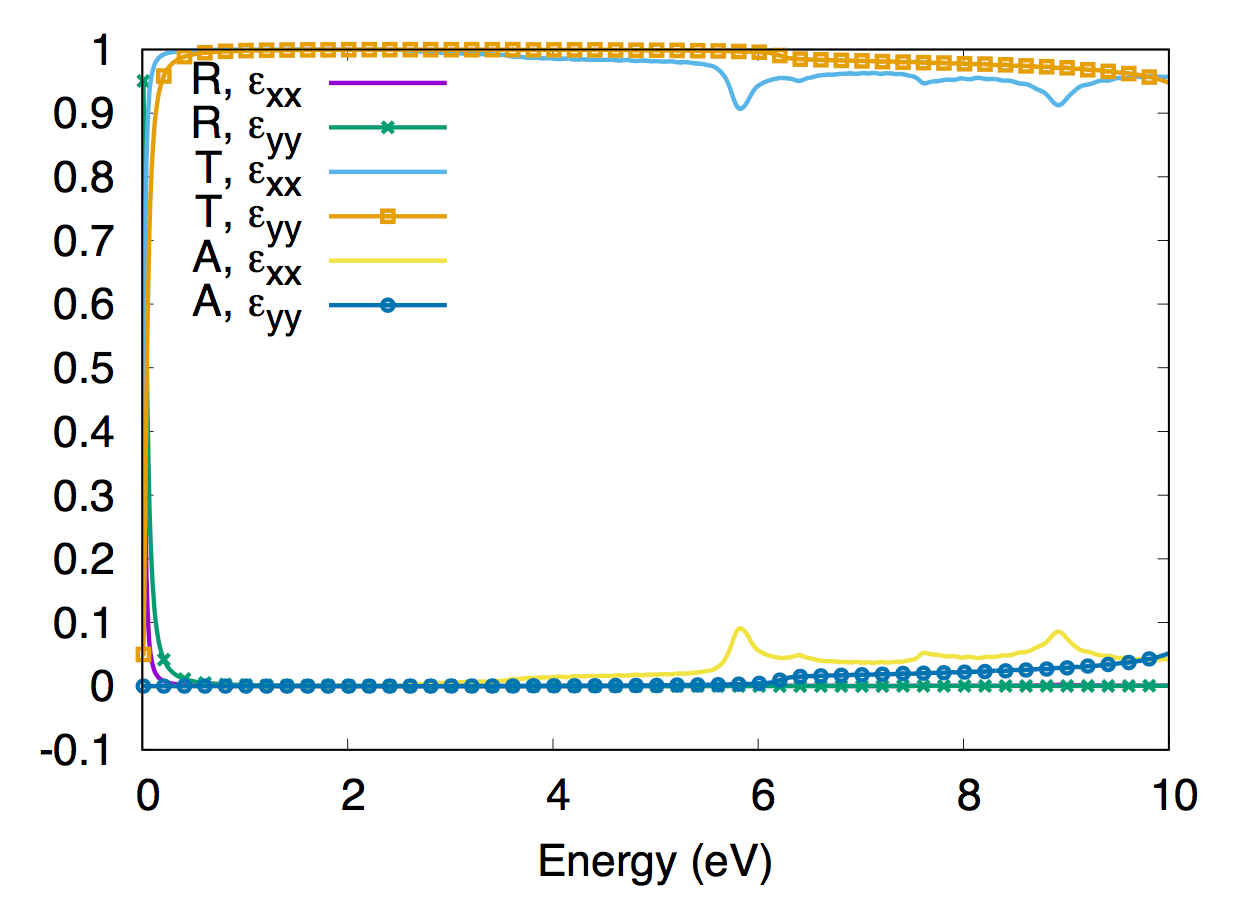 1
0.9
0.8
0.7
0.6
0.5
0.4
0.3
0.2
0.1
0
-0.1
R, εxx
R, εyy
T, εxx
T, εyy
A, εxx
A, εyy
0 2 4 6 8 10
Energy (eV)